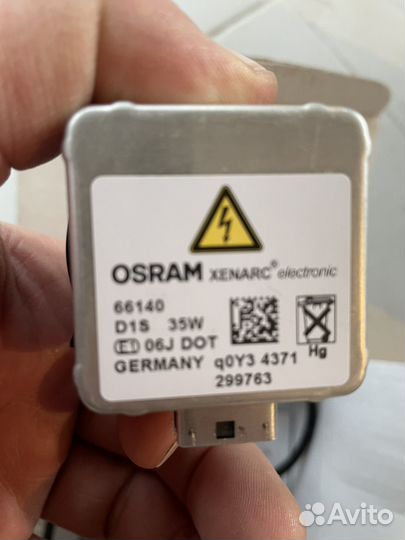 OSRAM XENARC® electronic
66140
D1S 35W
E1 06J DOT
GERMANY q0Y3 4371
299763
Hg
Avito